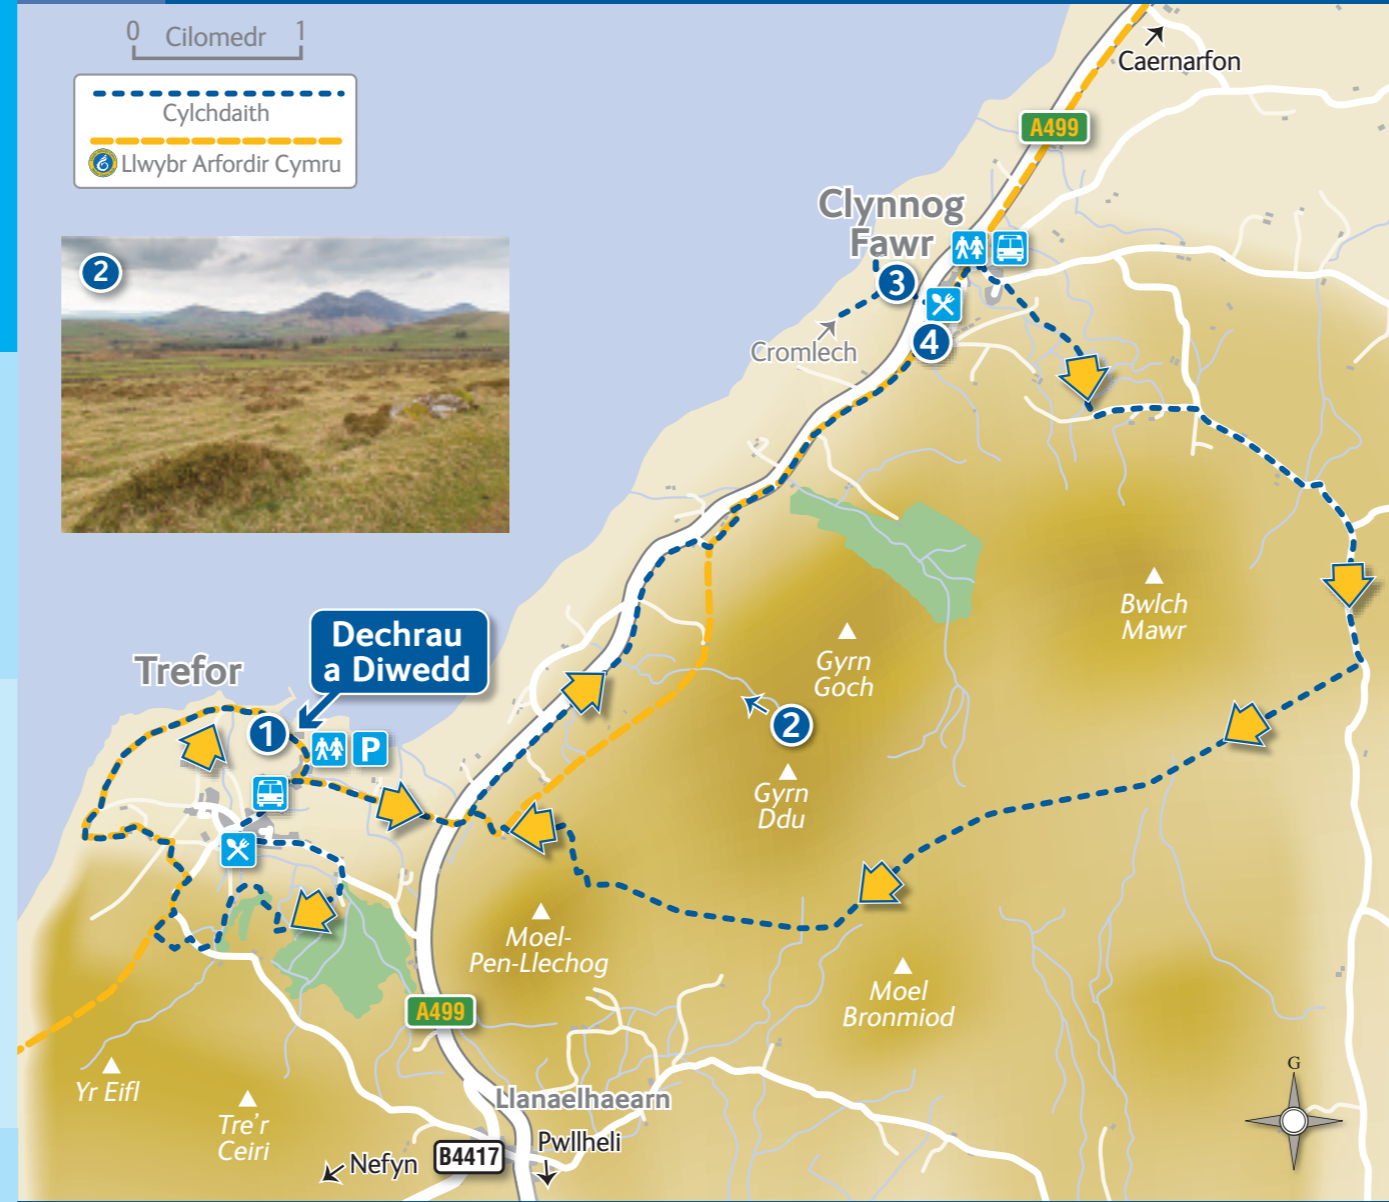 0 Cilomedr 1
Cylchdaith
Llwybr Arfordir Cymru
2
Caernarfon
A499
Clynnog
Fawr
3
4
Cromlech
Dechrau
a Diwedd
Trefor
1
P
2
Gyrn
Goch
Bwlch
Mawr
Gyrn
Ddu
Moel-
Pen-Llechog
Moel
Bronmiod
A499
Yr Eifl
Tre'r
Ceiri
Llanaelhaearn
Pwllheli
B4417
Nefyn
G